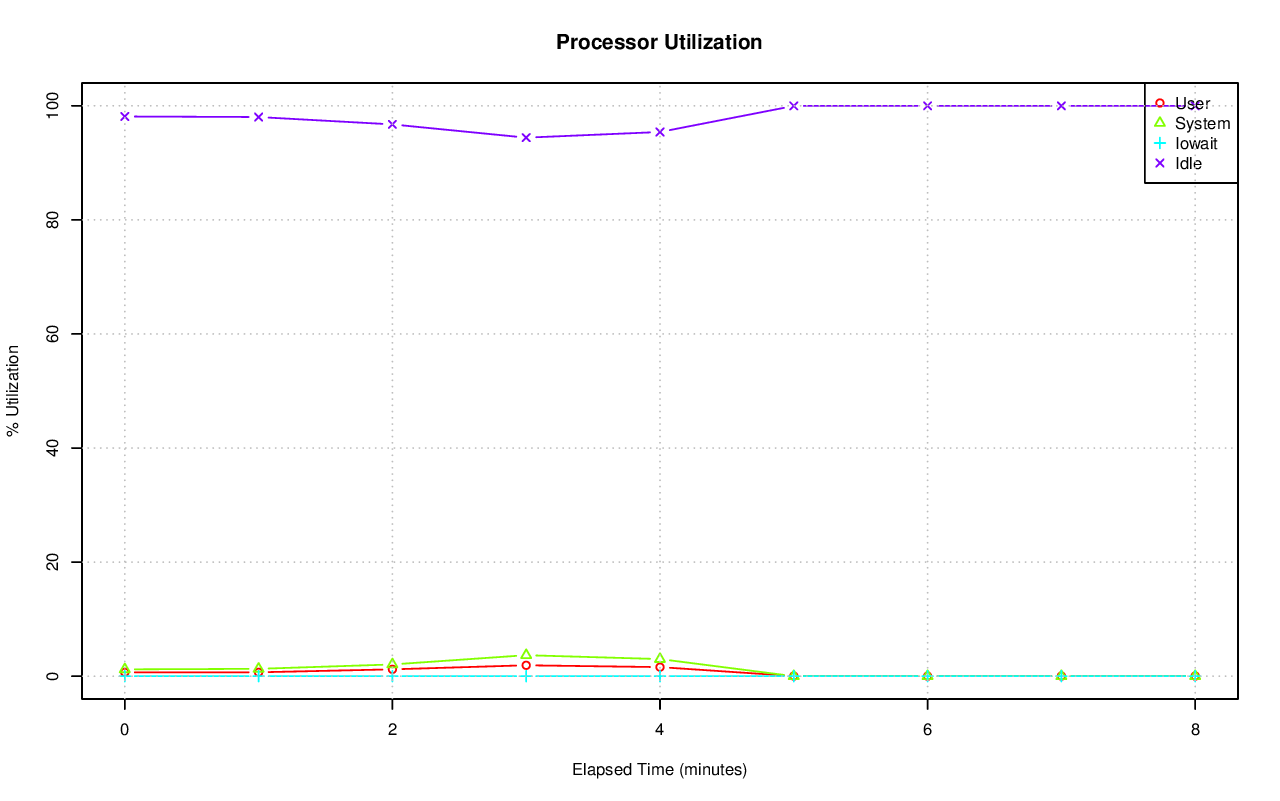 Processor Utilization
% Utilization
100
80
60
40
20
0
User
System
Iowait
Idle
0 2 4 6 8
Elapsed Time (minutes)